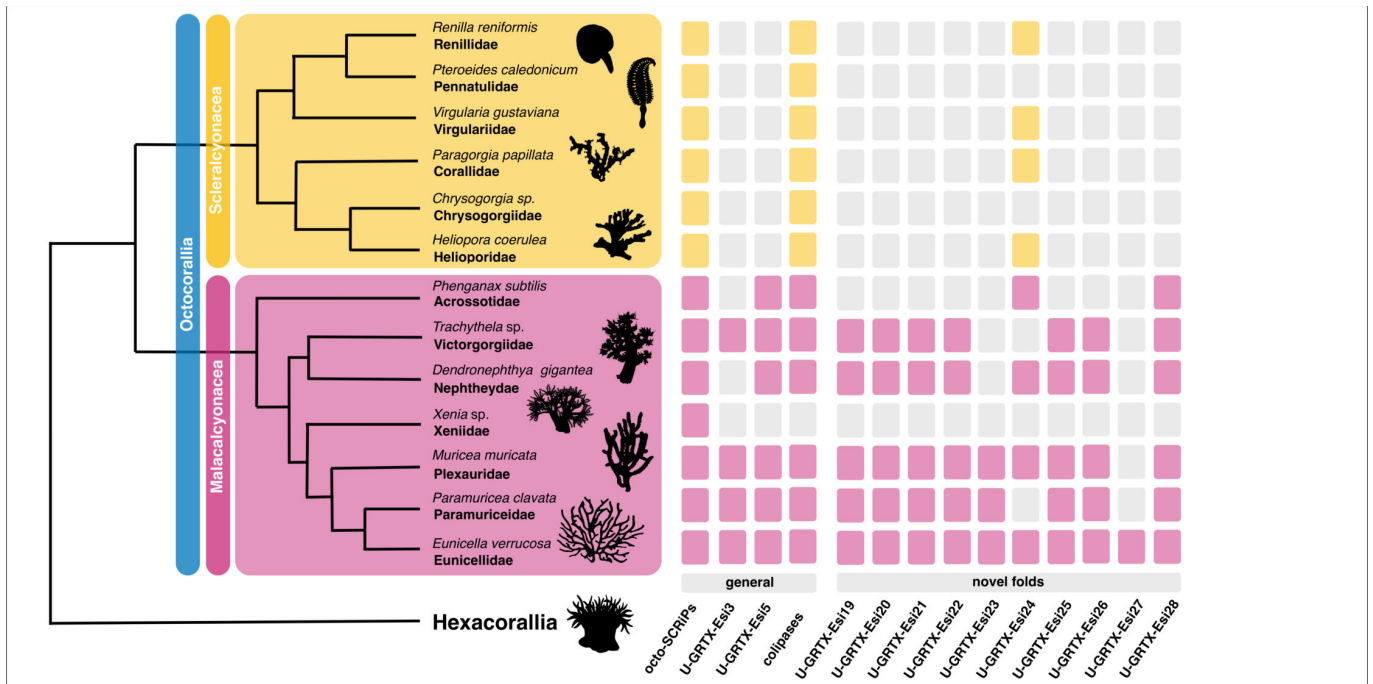 Octocorallia
Scleralcyonacea
Malacalcyonacea
Renilla reniformis
Renillidae
Pteroeides caledonicum
Pennatulidae
Virgularia gustaviana
Virgulariidae
Paragorgia papillata
Corallidae
Chrysogorgia sp.
Chrysogorgiidae
Heliopora coerulea
Helioporidae
Phenganax subtilis
Acrossotidae
Trachythela sp.
Victorgorgiidae
Dendronephthya gigantea
Nephtheydae
Xenia sp.
Xeniidae
Muricea muricata
Plexauridae
Paramuricea clavata
Paramuriceidae
Eunicella verrucosa
Eunicellidae
Hexacorallia
general
novel folds
octo-SCRiPs
U-GRTX-Esi3
U-GRTX-Esi5
colipases
U-GRTX-Esi19
U-GRTX-Esi20
U-GRTX-Esi21
U-GRTX-Esi22
U-GRTX-Esi23
U-GRTX-Esi24
U-GRTX-Esi25
U-GRTX-Esi26
U-GRTX-Esi27
U-GRTX-Esi28